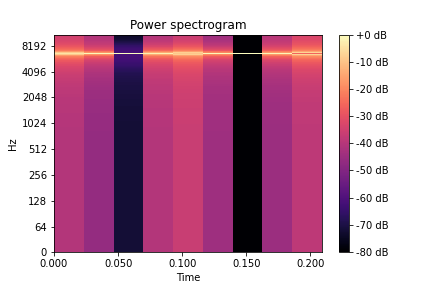 Power spectrogram
8192
4096
2048
1024
512
256
128
64
0
Hz
0.000 0.050 0.100 0.150 0.200
Time
+0 dB
-10 dB
-20 dB
-30 dB
-40 dB
-50 dB
-60 dB
-70 dB
-80 dB